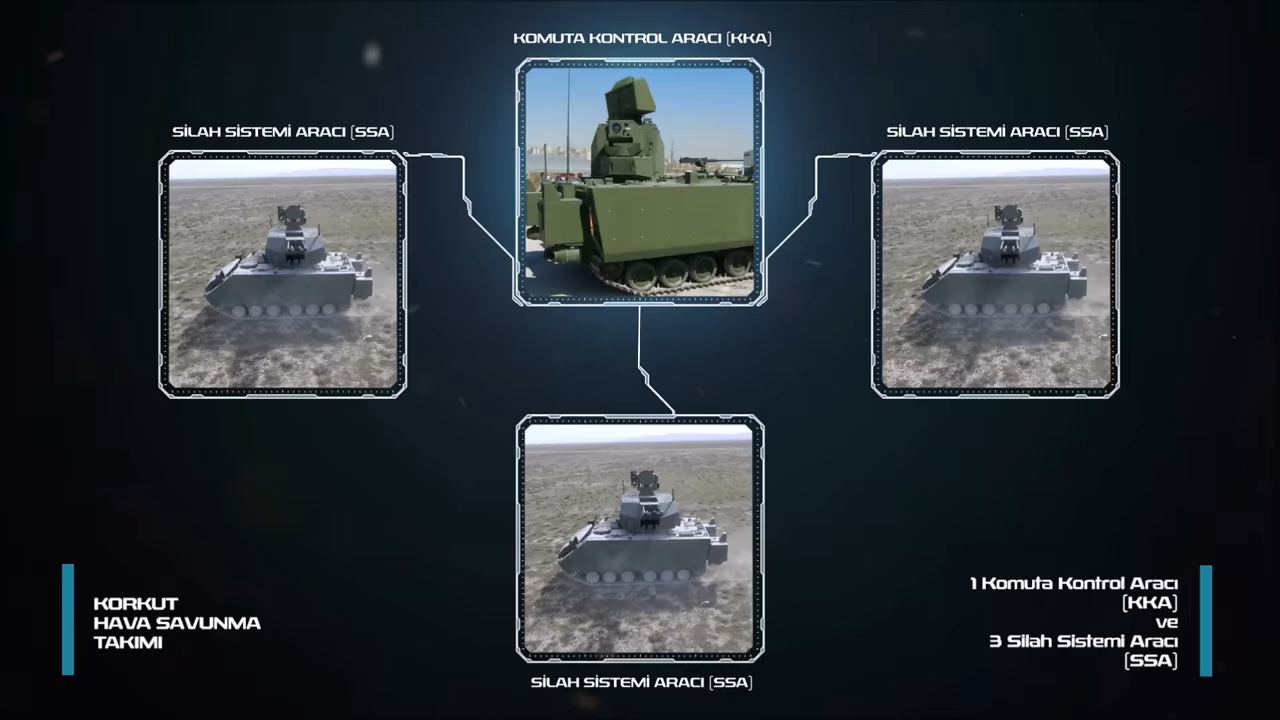 KOMUTA KONTROL ARACI (KKA)
SİLAH SİSTEMİ ARACI (SSA)
SİLAH SİSTEMİ ARACI (SSA)
KORKUT
HAVA SAVUNMA
TAKIMI
1 Komuta Kontrol Aracı
(KKA)
ve
3 Silah Sistemi Aracı
(SSA)
SİLAH SİSTEMİ ARACI (SSA)